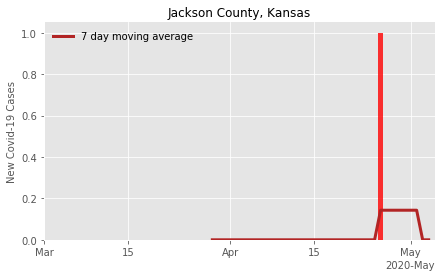 Jackson County, Kansas
7 day moving average
New Covid-19 Cases
1.0
0.8
0.6
0.4
0.2
0.0
Mar 15 Apr 15 May
2020-May